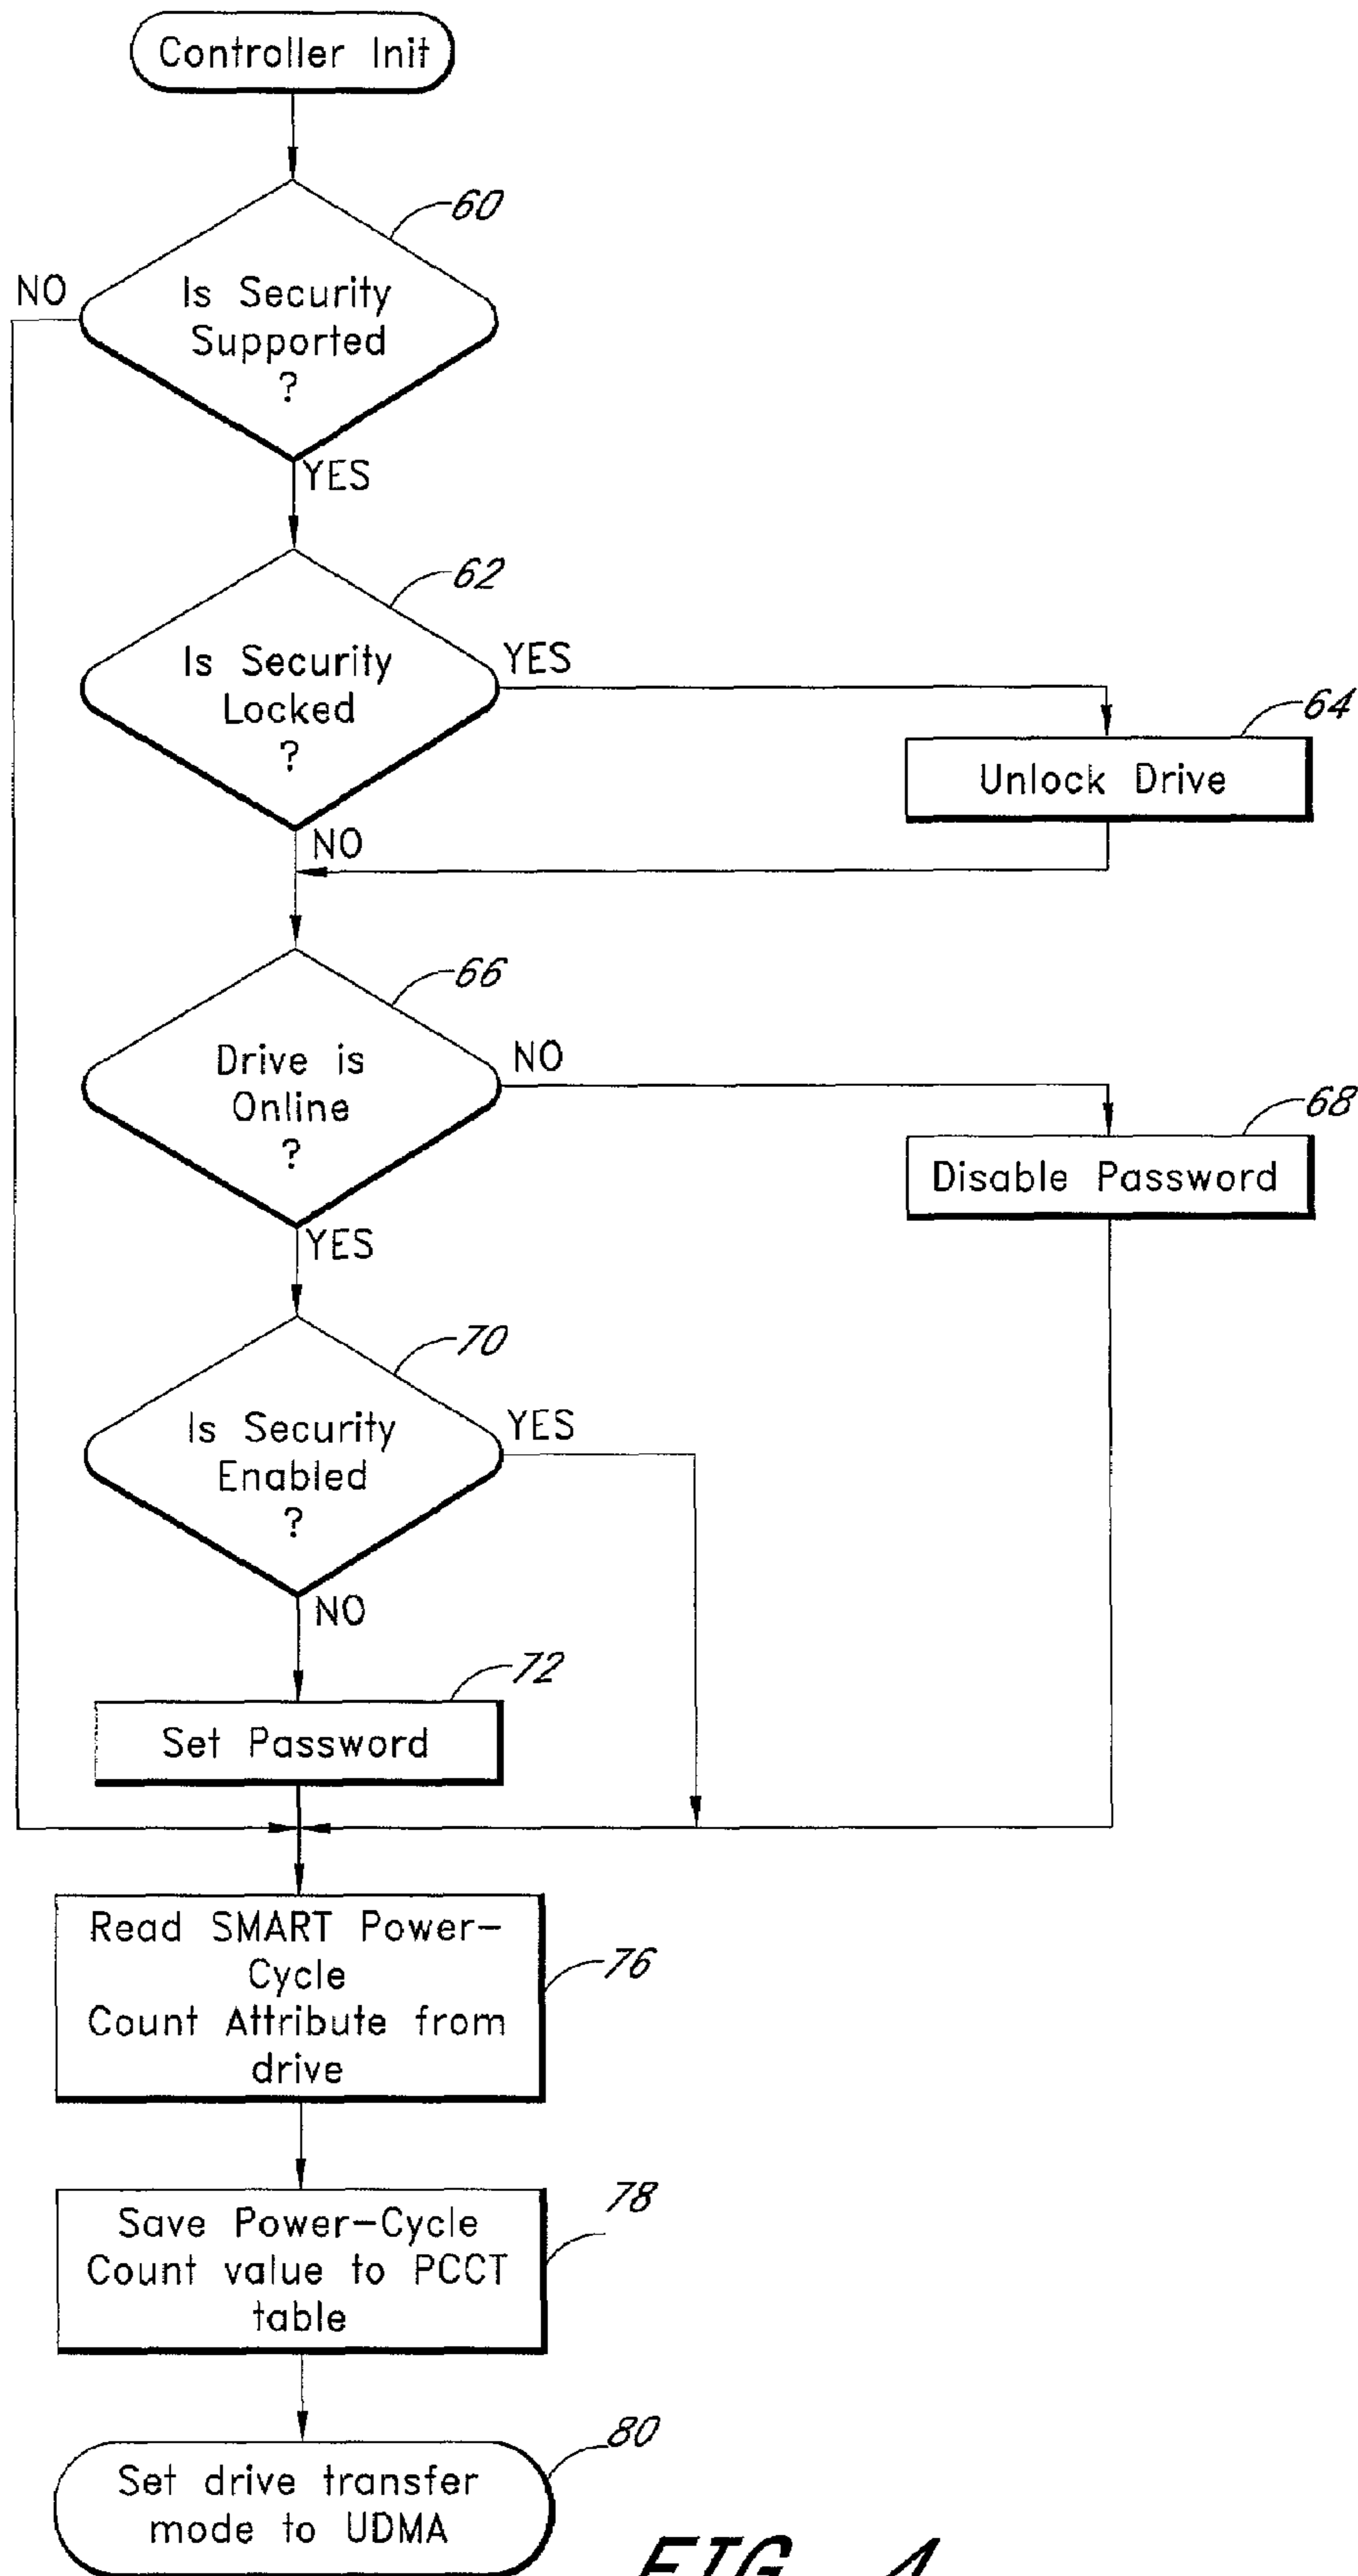 Controller Init
60
NO
Is Security
Supported
?
YES
62
Is Security
Locked
?
YES
64
Unlock Drive
NO
66
Drive is
Online
?
NO
68
Disable Password
YES
70
Is Security
Enabled
?
YES
NO
72
Set Password
Read SMART Power-
Cycle
Count Attribute from
drive
76
78
Save Power-Cycle
Count value to PCCT
table
80
Set drive transfer
mode to UDMA
FIG. 4